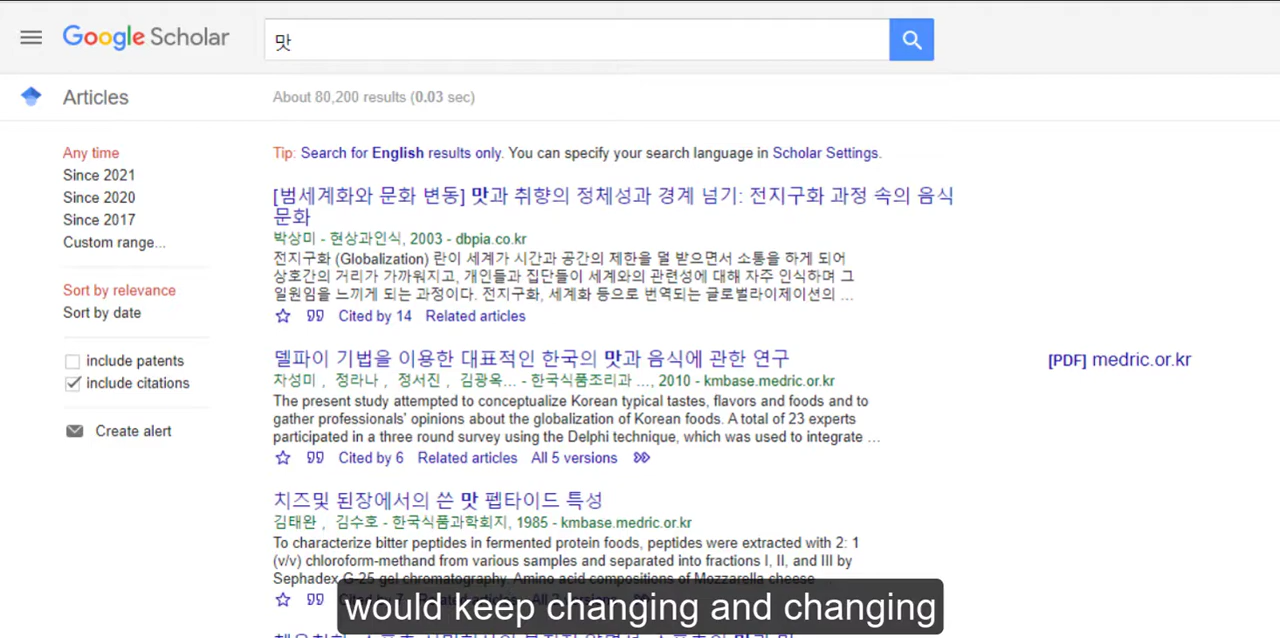 Google Scholar
맛
Articles
About 80,200 results (0.03 sec)
Any time
Since 2021
Since 2020
Since 2017
Custom range...
Sort by relevance
Sort by date
include patents
include citations
Create alert
Tip: Search for English results only. You can specify your search language in Scholar Settings.
[범세계화와 문화 변동] 맛과 취향의 정체성과 경계 넘기: 전지구화 과정 속의 음식
문화
박상미 - 현상과인식, 2003 - dbpia.co.kr
전지구화 (Globalization) 란이 세계가 시간과 공간의 제한을 덜 받으면서 소통을 하게 되어
상호간의 거리가 가까워지고, 개인들과 집단들이 세계와의 관련성에 대해 자주 인식하며 그
일원임을 느끼게 되는 과정이다. 전지구화, 세계화 등으로 번역되는 글로벌라이제이션의 ...
Cited by 14 Related articles
델파이 기법을 이용한 대표적인 한국의 맛과 음식에 관한 연구
[PDF] medric.or.kr
자성미 , 정라나 , 정서진 , 김광옥... - 한국식품조리과 ..., 2010 - kmbase.medric.or.kr
The present study attempted to conceptualize Korean typical tastes, flavors and foods and to
gather professionals' opinions about the globalization of Korean foods. A total of 23 experts
participated in a three round survey using the Delphi technique, which was used to integrate ...
Cited by 6 Related articles All 5 versions
치즈및 된장에서의 쓴 맛 펩타이드 특성
김태완 , 김수호 - 한국식품과학회지, 1985 - kmbase.medric.or.kr
To characterize bitter peptides in fermented protein foods, peptides were extracted with 2: 1
(v/v) chloroform-methand from various samples and separated into fractions I, II, and III by
Sephadex G-25 gel chromatography. Amino acid compositions of Mozzarella cheese
would keep changing and changing